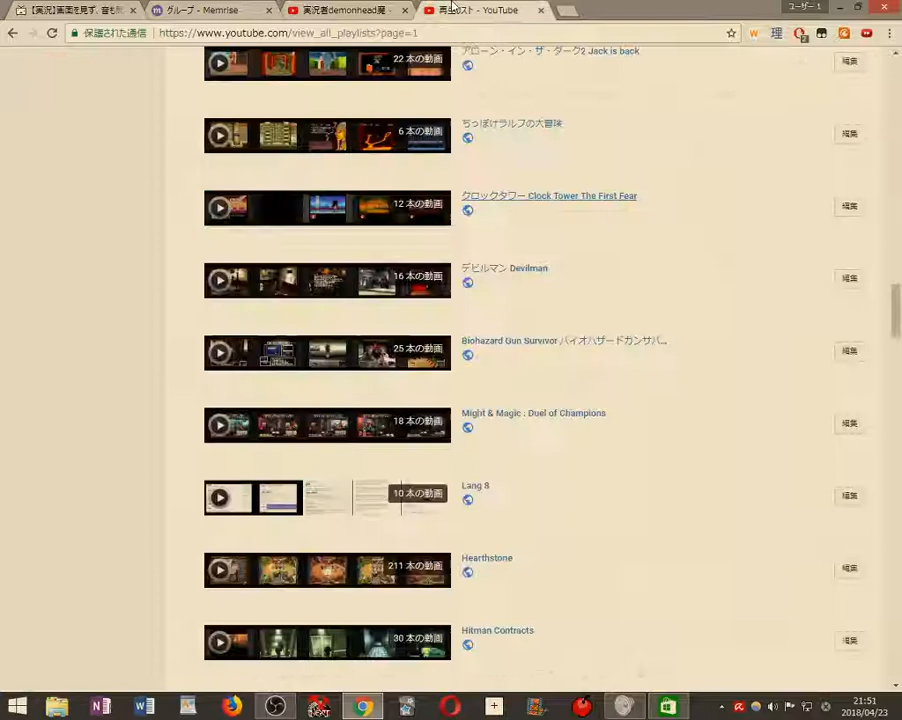 【実況】画面を見ず、音も
グループ - Memrise
実況者demonhead魔
再生リスト - YouTube
ユーザー 1
保護された通信
https://www.youtube.com/view_all_playlists?page=1
22 本の動画
アローン・イン・ザ・ダーク2 Jack is back
編集
6 本の動画
ちっぽけラルフの大冒険
編集
12 本の動画
クロックタワー Clock Tower The First Fear
編集
16 本の動画
デビルマン Devilman
編集
25 本の動画
Biohazard Gun Survivor バイオハザードガンサバ...
編集
18 本の動画
Might & Magic : Duel of Champions
編集
10 本の動画
Lang 8
編集
211 本の動画
Hearthstone
編集
30 本の動画
Hitman Contracts
編集
21:51
2018/04/23